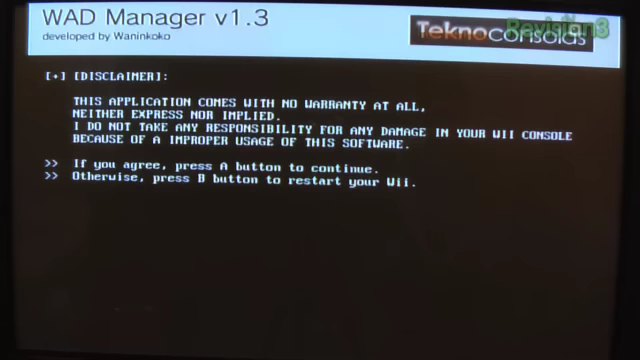 WAD Manager v1.3
developed by Waninkoko
Teknoconsolas
Revision3
[+] [DISCLAIMER]:
THIS APPLICATION COMES WITH NO WARRANTY AT ALL,
NEITHER EXPRESS NOR IMPLIED.
I DO NOT TAKE ANY RESPONSIBILITY FOR ANY DAMAGE IN YOUR WII CONSOLE
BECAUSE OF A IMPROPER USAGE OF THIS SOFTWARE.
>> If you agree, press A button to continue.
>> Otherwise, press B button to restart your Wii.